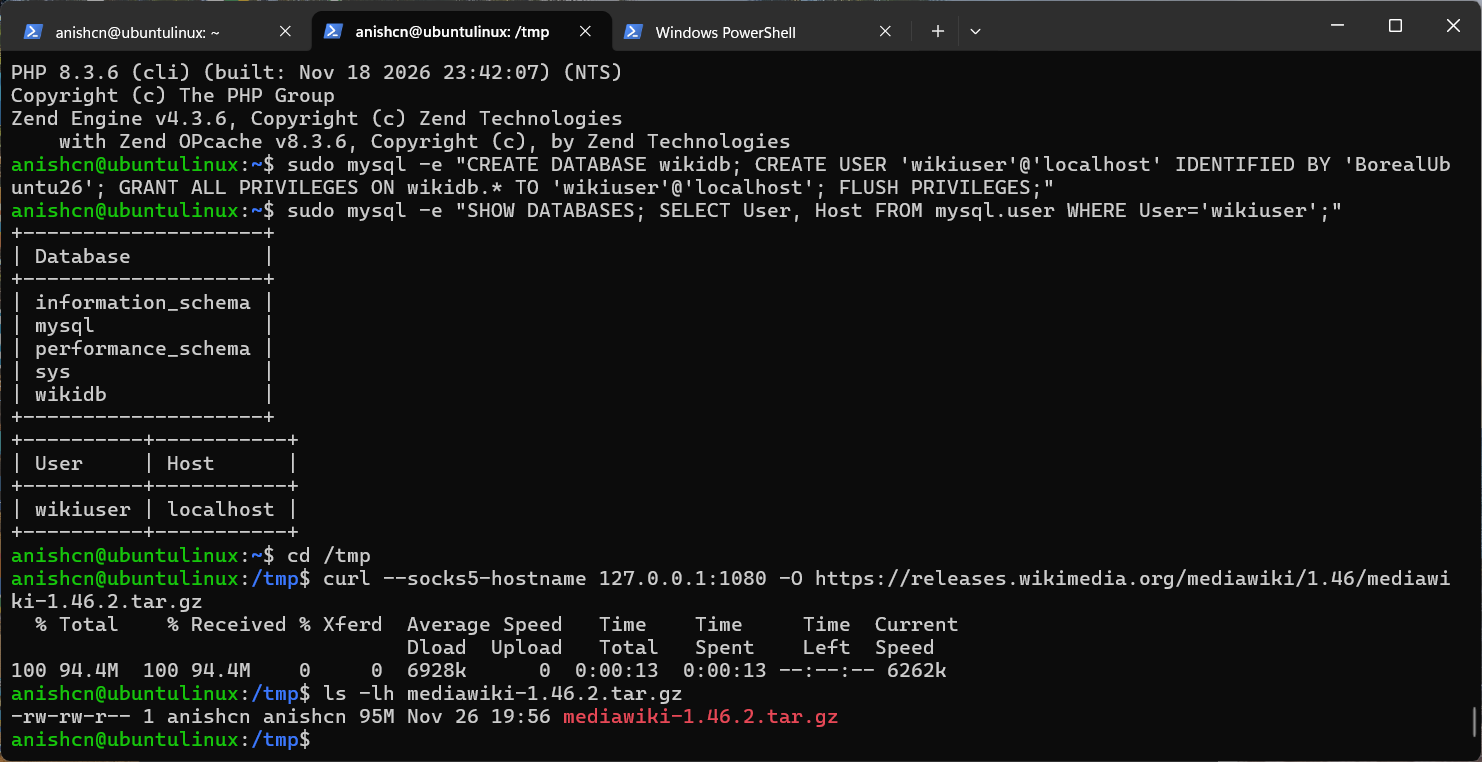 anishcn@ubuntulinux: ~
anishcn@ubuntulinux: /tmp
Windows PowerShell
PHP 8.3.6 (cli) (built: Nov 18 2026 23:42:07) (NTS)
Copyright (c) The PHP Group
Zend Engine v4.3.6, Copyright (c) Zend Technologies
    with Zend OPcache v8.3.6, Copyright (c), by Zend Technologies
anishcn@ubuntulinux:~$ sudo mysql -e "CREATE DATABASE wikidb; CREATE USER 'wikiuser'@'localhost' IDENTIFIED BY 'BorealUb
untu26'; GRANT ALL PRIVILEGES ON wikidb.* TO 'wikiuser'@'localhost'; FLUSH PRIVILEGES;"
anishcn@ubuntulinux:~$ sudo mysql -e "SHOW DATABASES; SELECT User, Host FROM mysql.user WHERE User='wikiuser';"
+--------------------+
| Database           |
+--------------------+
| information_schema |
| mysql              |
| performance_schema |
| sys                |
| wikidb             |
+--------------------+
+----------+-----------+
| User     | Host      |
+----------+-----------+
| wikiuser | localhost |
+----------+-----------+
anishcn@ubuntulinux:~$ cd /tmp
anishcn@ubuntulinux:/tmp$ curl --socks5-hostname 127.0.0.1:1080 -O https://releases.wikimedia.org/mediawiki/1.46/mediawi
ki-1.46.2.tar.gz
  % Total    % Received % Xferd  Average Speed   Time    Time     Time  Current
                                 Dload  Upload   Total   Spent    Left  Speed
100 94.4M  100 94.4M    0     0  6928k      0  0:00:13  0:00:13 --:--:-- 6262k
anishcn@ubuntulinux:/tmp$ ls -lh mediawiki-1.46.2.tar.gz
-rw-rw-r-- 1 anishcn anishcn 95M Nov 26 19:56 mediawiki-1.46.2.tar.gz
anishcn@ubuntulinux:/tmp$